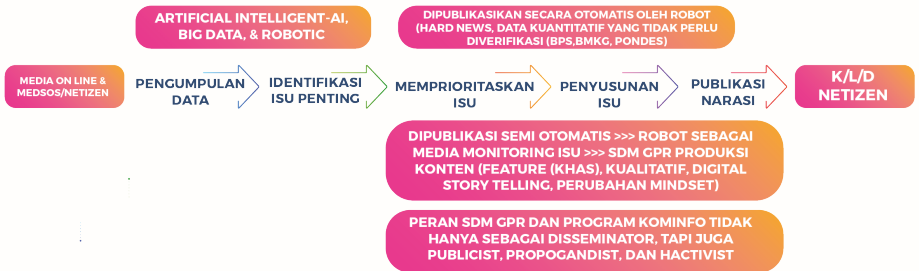 ARTIFICIAL INTELLIGENT-AI,
BIG DATA, & ROBOTIC
DIPUBLIKASIKAN SECARA OTOMATIS OLEH ROBOT
(HARD NEWS, DATA KUANTITATIF YANG TIDAK PERLU
DIVERIFIKASI (BPS,BMKG, PONDES)
MEDIA ON LINE &
MEDSOS/NETIZEN
PENGUMPULAN
DATA
IDENTIFIKASI
ISU PENTING
MEMPRIORITASKAN
ISU
PENYUSUNAN
ISU
PUBLIKASI
NARASI
K/L/D
NETIZEN
DIPUBLIKASI SEMI OTOMATIS >>> ROBOT SEBAGAI
MEDIA MONITORING ISU >>> SDM GPR PRODUKSI
KONTEN (FEATURE (KHAS), KUALITATIF, DIGITAL
STORY TELLING, PERUBAHAN MINDSET)
PERAN SDM GPR DAN PROGRAM KOMINFO TIDAK
HANYA SEBAGAI DISSEMINATOR, TAPI JUGA
PUBLICIST, PROPOGANDIST, DAN HACTIVIST